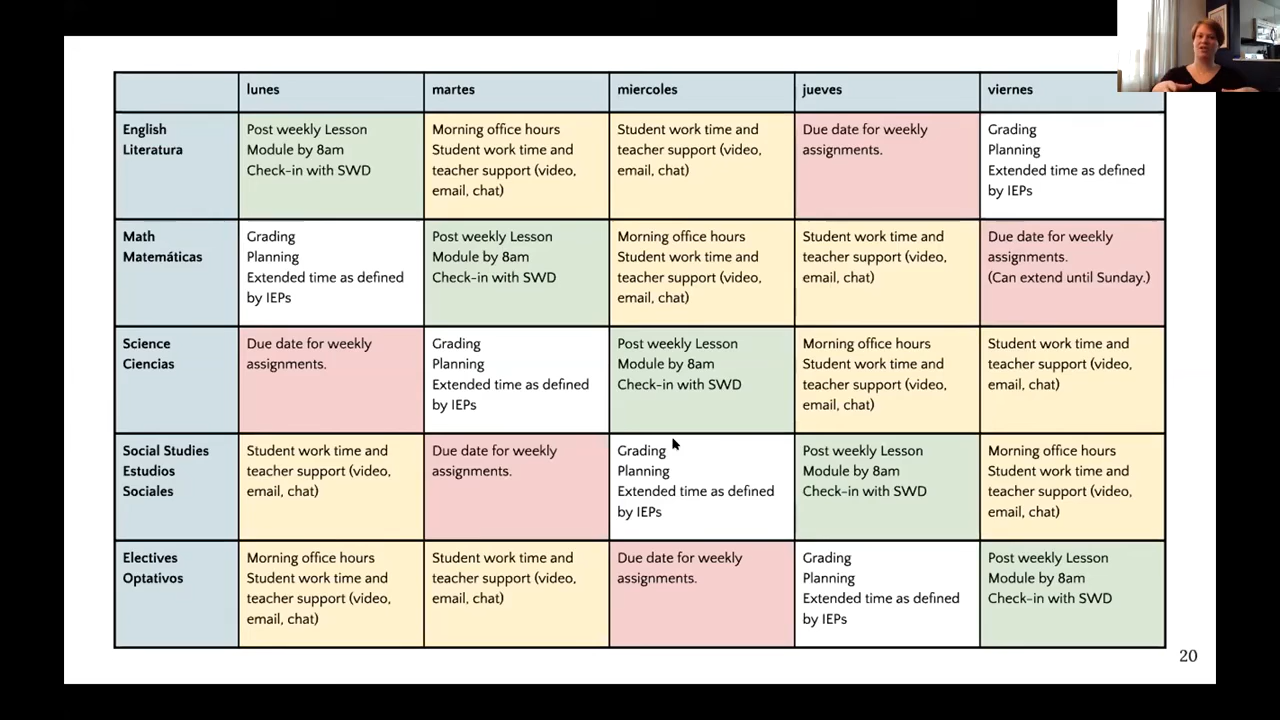 lunes
martes
miercoles
jueves
viernes
English
Literatura
Post weekly Lesson
Module by 8am
Check-in with SWD
Morning office hours
Student work time and
teacher support (video,
email, chat)
Student work time and
teacher support (video,
email, chat)
Due date for weekly
assignments.
Grading
Planning
Extended time as defined
by IEPs
Math
Matemáticas
Grading
Planning
Extended time as defined
by IEPs
Post weekly Lesson
Module by 8am
Check-in with SWD
Morning office hours
Student work time and
teacher support (video,
email, chat)
Student work time and
teacher support (video,
email, chat)
Due date for weekly
assignments.
(Can extend until Sunday.)
Science
Ciencias
Due date for weekly
assignments.
Grading
Planning
Extended time as defined
by IEPs
Post weekly Lesson
Module by 8am
Check-in with SWD
Morning office hours
Student work time and
teacher support (video,
email, chat)
Student work time and
teacher support (video,
email, chat)
Social Studies
Estudios
Sociales
Student work time and
teacher support (video,
email, chat)
Due date for weekly
assignments.
Grading
Planning
Extended time as defined
by IEPs
Post weekly Lesson
Module by 8am
Check-in with SWD
Morning office hours
Student work time and
teacher support (video,
email, chat)
Electives
Optativos
Morning office hours
Student work time and
teacher support (video,
email, chat)
Student work time and
teacher support (video,
email, chat)
Due date for weekly
assignments.
Grading
Planning
Extended time as defined
by IEPs
Post weekly Lesson
Module by 8am
Check-in with SWD
20